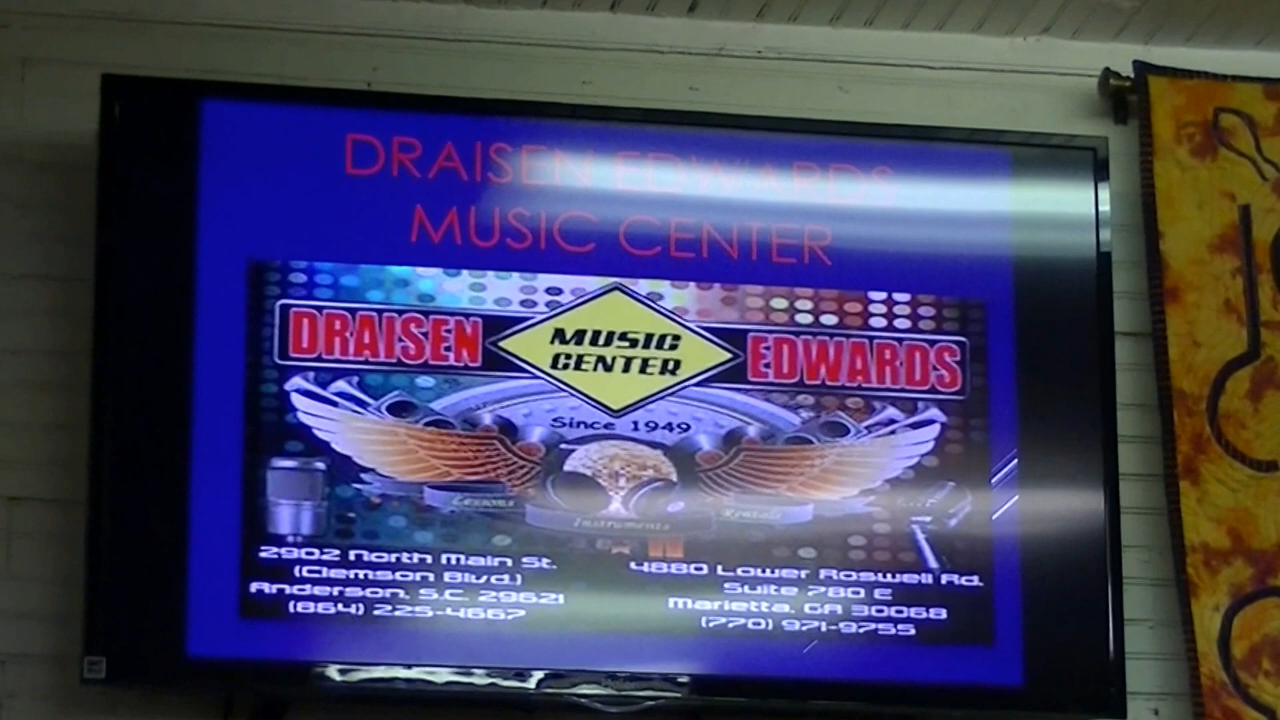 DRAISEN EDWARDS
MUSIC CENTER
DRAISEN
MUSIC
CENTER
EDWARDS
Since 1949
Lessons
Instruments
Rentals
2902 North Main St.
(Clemson Blvd.)
Anderson, S.C. 29621
(864) 225-4667
4880 Lower Roswell Rd.
Suite 780 E
Marietta, GA 30068
(770) 971-9755